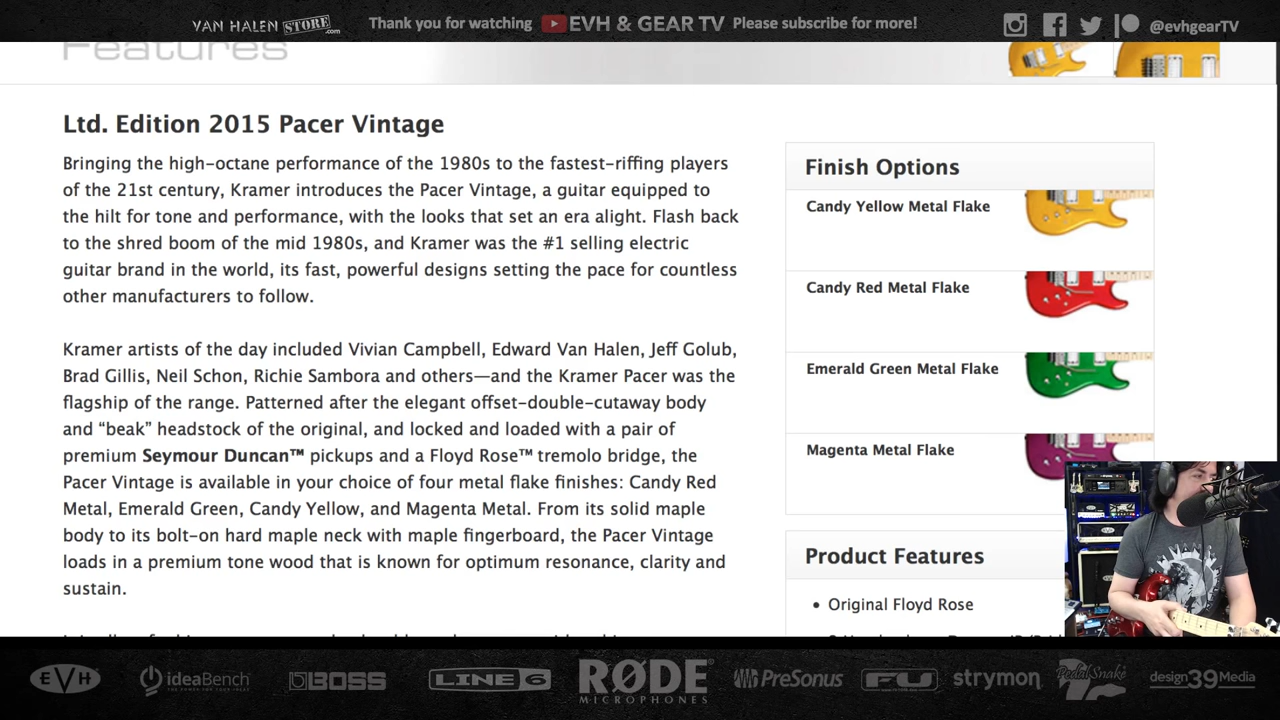 VAN HALEN STORE.com
Thank you for watching EVH & GEAR TV Please subscribe for more!
@evhgearTV
Features
Ltd. Edition 2015 Pacer Vintage
Bringing the high-octane performance of the 1980s to the fastest-riffing players
of the 21st century, Kramer introduces the Pacer Vintage, a guitar equipped to
the hilt for tone and performance, with the looks that set an era alight. Flash back
to the shred boom of the mid 1980s, and Kramer was the #1 selling electric
guitar brand in the world, its fast, powerful designs setting the pace for countless
other manufacturers to follow.
Kramer artists of the day included Vivian Campbell, Edward Van Halen, Jeff Golub,
Brad Gillis, Neil Schon, Richie Sambora and others—and the Kramer Pacer was the
flagship of the range. Patterned after the elegant offset-double-cutaway body
and “beak” headstock of the original, and locked and loaded with a pair of
premium Seymour Duncan™ pickups and a Floyd Rose™ tremolo bridge, the
Pacer Vintage is available in your choice of four metal flake finishes: Candy Red
Metal, Emerald Green, Candy Yellow, and Magenta Metal. From its solid maple
body to its bolt-on hard maple neck with maple fingerboard, the Pacer Vintage
loads in a premium tone wood that is known for optimum resonance, clarity and
sustain.
Finish Options
Candy Yellow Metal Flake
Candy Red Metal Flake
Emerald Green Metal Flake
Magenta Metal Flake
Product Features
• Original Floyd Rose
EVH
ideaBench
BOSS
LINE 6
RØDE
MICROPHONES
PreSonus
FU
strymon
PedalSnake
design39Media